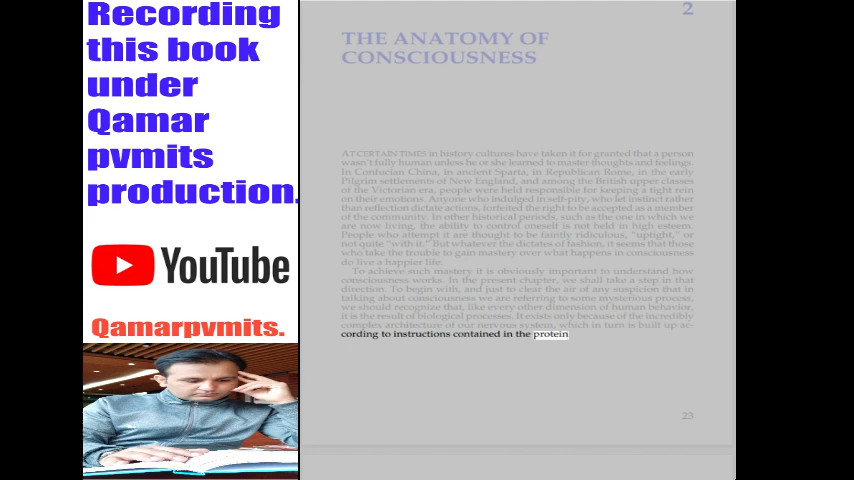 Recording
this book
under
Qamar
pvmits
production.
YouTube
Qamarpvmits.
2
THE ANATOMY OF
CONSCIOUSNESS
AT CERTAIN TIMES in history cultures have taken it for granted that a person
wasn't fully human unless he or she learned to master thoughts and feelings.
In Confucian China, in ancient Sparta, in Republican Rome, in the early
Pilgrim settlements of New England, and among the British upper classes
of the Victorian era, people were held responsible for keeping a tight rein
on their emotions. Anyone who indulged in self-pity, who let instinct rather
than reflection dictate actions, forfeited the right to be accepted as a member
of the community. In other historical periods, such as the one in which we
are now living, the ability to control oneself is not held in high esteem.
People who attempt it are thought to be faintly ridiculous, "uptight," or
not quite "with it." But whatever the dictates of fashion, it seems that those
who take the trouble to gain mastery over what happens in consciousness
do live a happier life.
To achieve such mastery it is obviously important to understand how
consciousness works. In the present chapter, we shall take a step in that
direction. To begin with, and just to clear the air of any suspicion that in
talking about consciousness we are referring to some mysterious process,
we should recognize that, like every other dimension of human behavior,
it is the result of biological processes. It exists only because of the incredibly
complex architecture of our nervous system, which in turn is built up ac-
cording to instructions contained in the protein
23